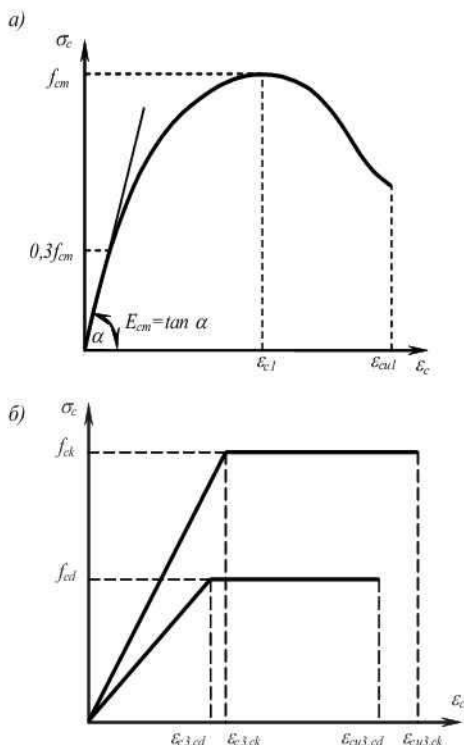 а)
σc
fcm
0,3fcm
α
Ecm=tan α
εc1
εcu1
εc
б)
σc
fck
fcd
εc
εc3,cd εc3,ck εcu3,cd εcu3,ck